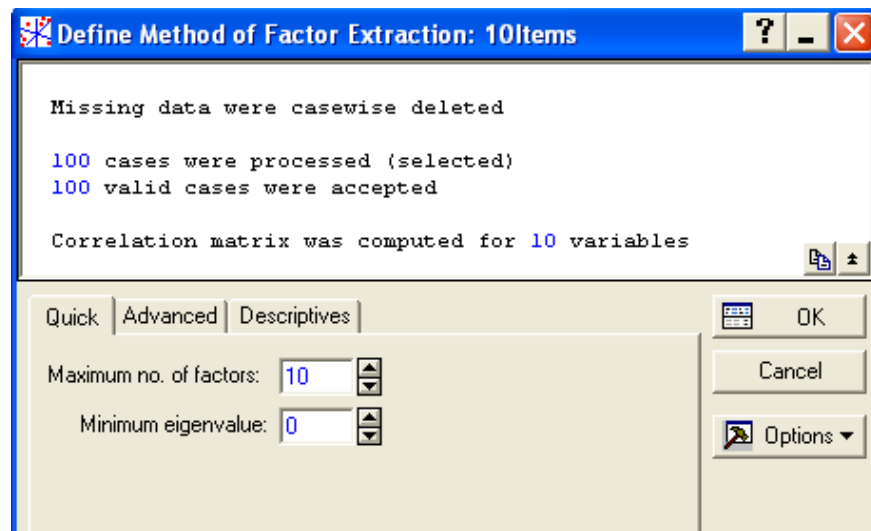 Define Method of Factor Extraction: 10Items
Missing data were casewise deleted
100 cases were processed (selected)
100 valid cases were accepted
Correlation matrix was computed for 10 variables
Quick Advanced Descriptives
OK
Maximum no. of factors: 10
Cancel
Minimum eigenvalue: 0
Options